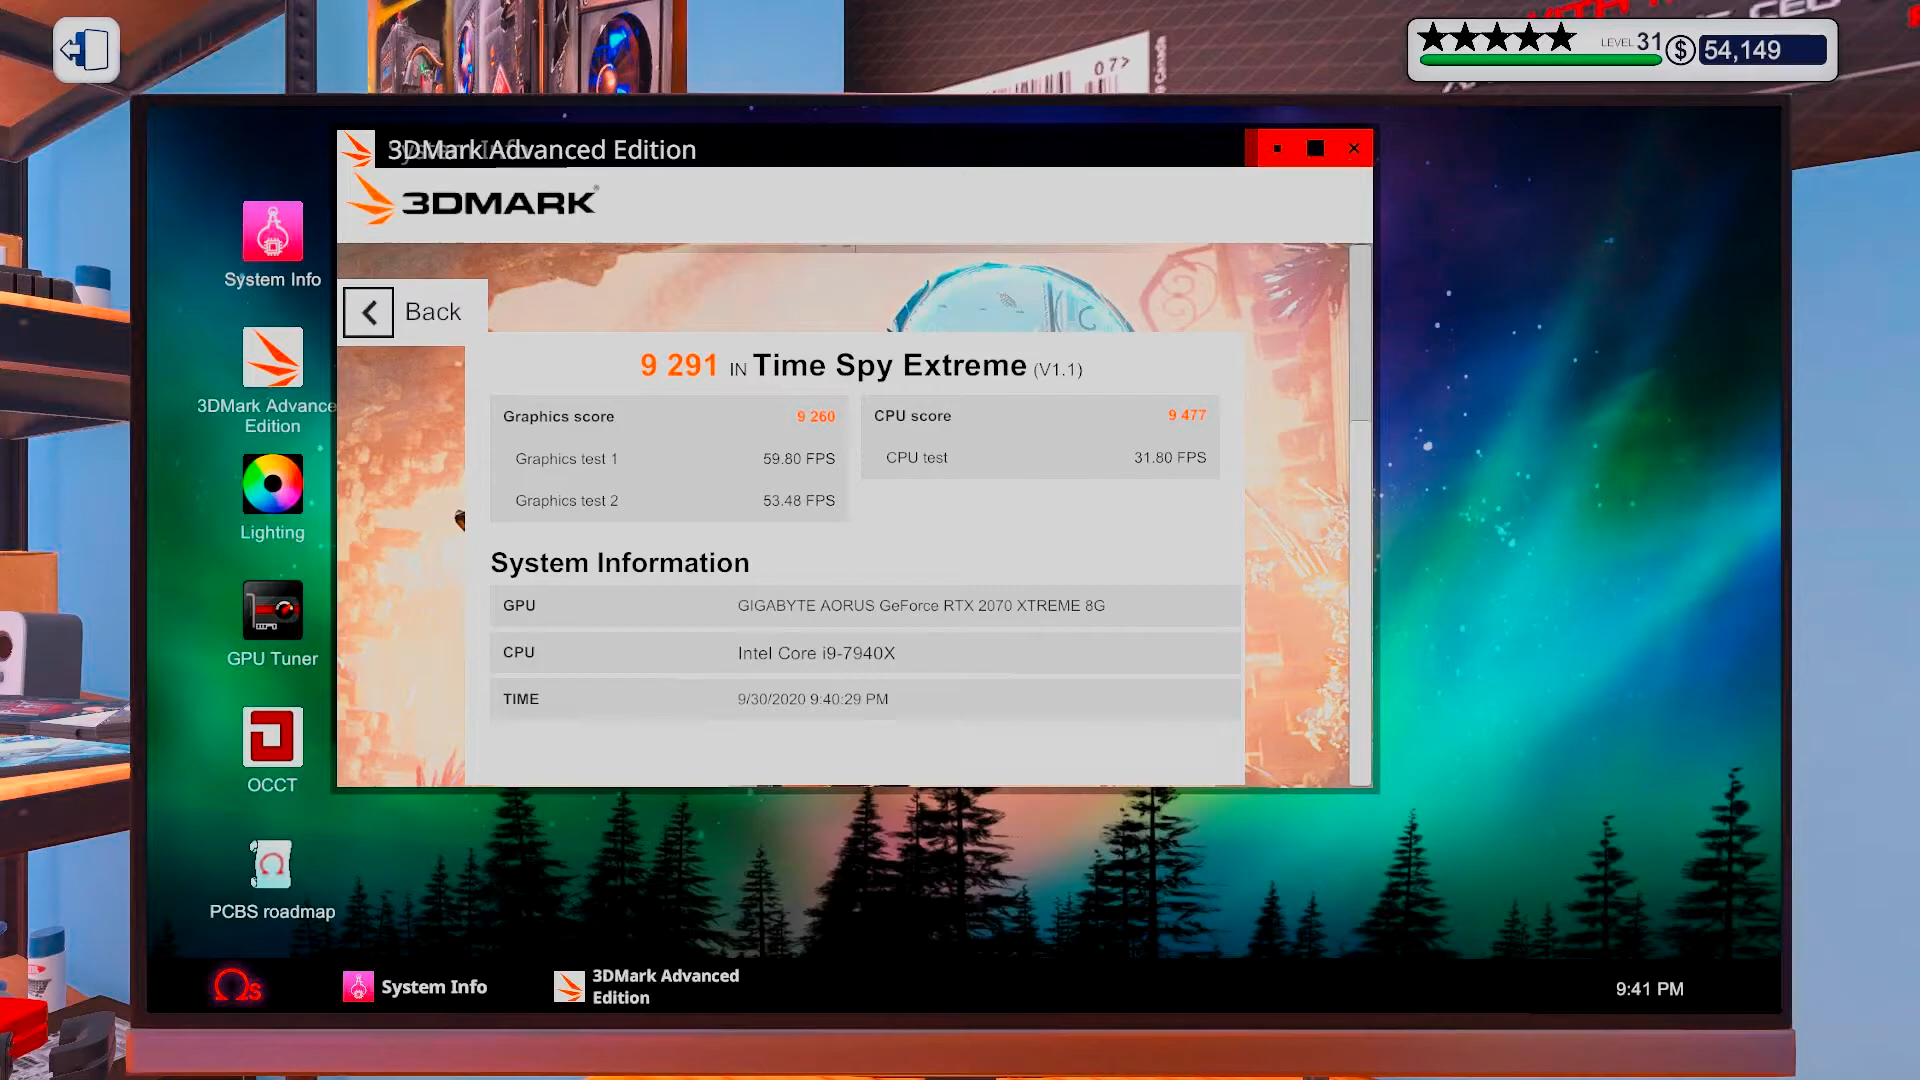 LEVEL 31
$ 54,149
07>
3DMark Advanced Edition
3DMARK
System Info
Back
9 291 IN Time Spy Extreme (V1.1)
Graphics score 9 260
CPU score 9 477
Graphics test 1 59.80 FPS
CPU test 31.80 FPS
Graphics test 2 53.48 FPS
3DMark Advance
Edition
Lighting
System Information
GPU GIGABYTE AORUS GeForce RTX 2070 XTREME 8G
GPU Tuner
CPU Intel Core i9-7940X
TIME 9/30/2020 9:40:29 PM
OCCT
PCBS roadmap
System Info
3DMark Advanced
Edition
9:41 PM